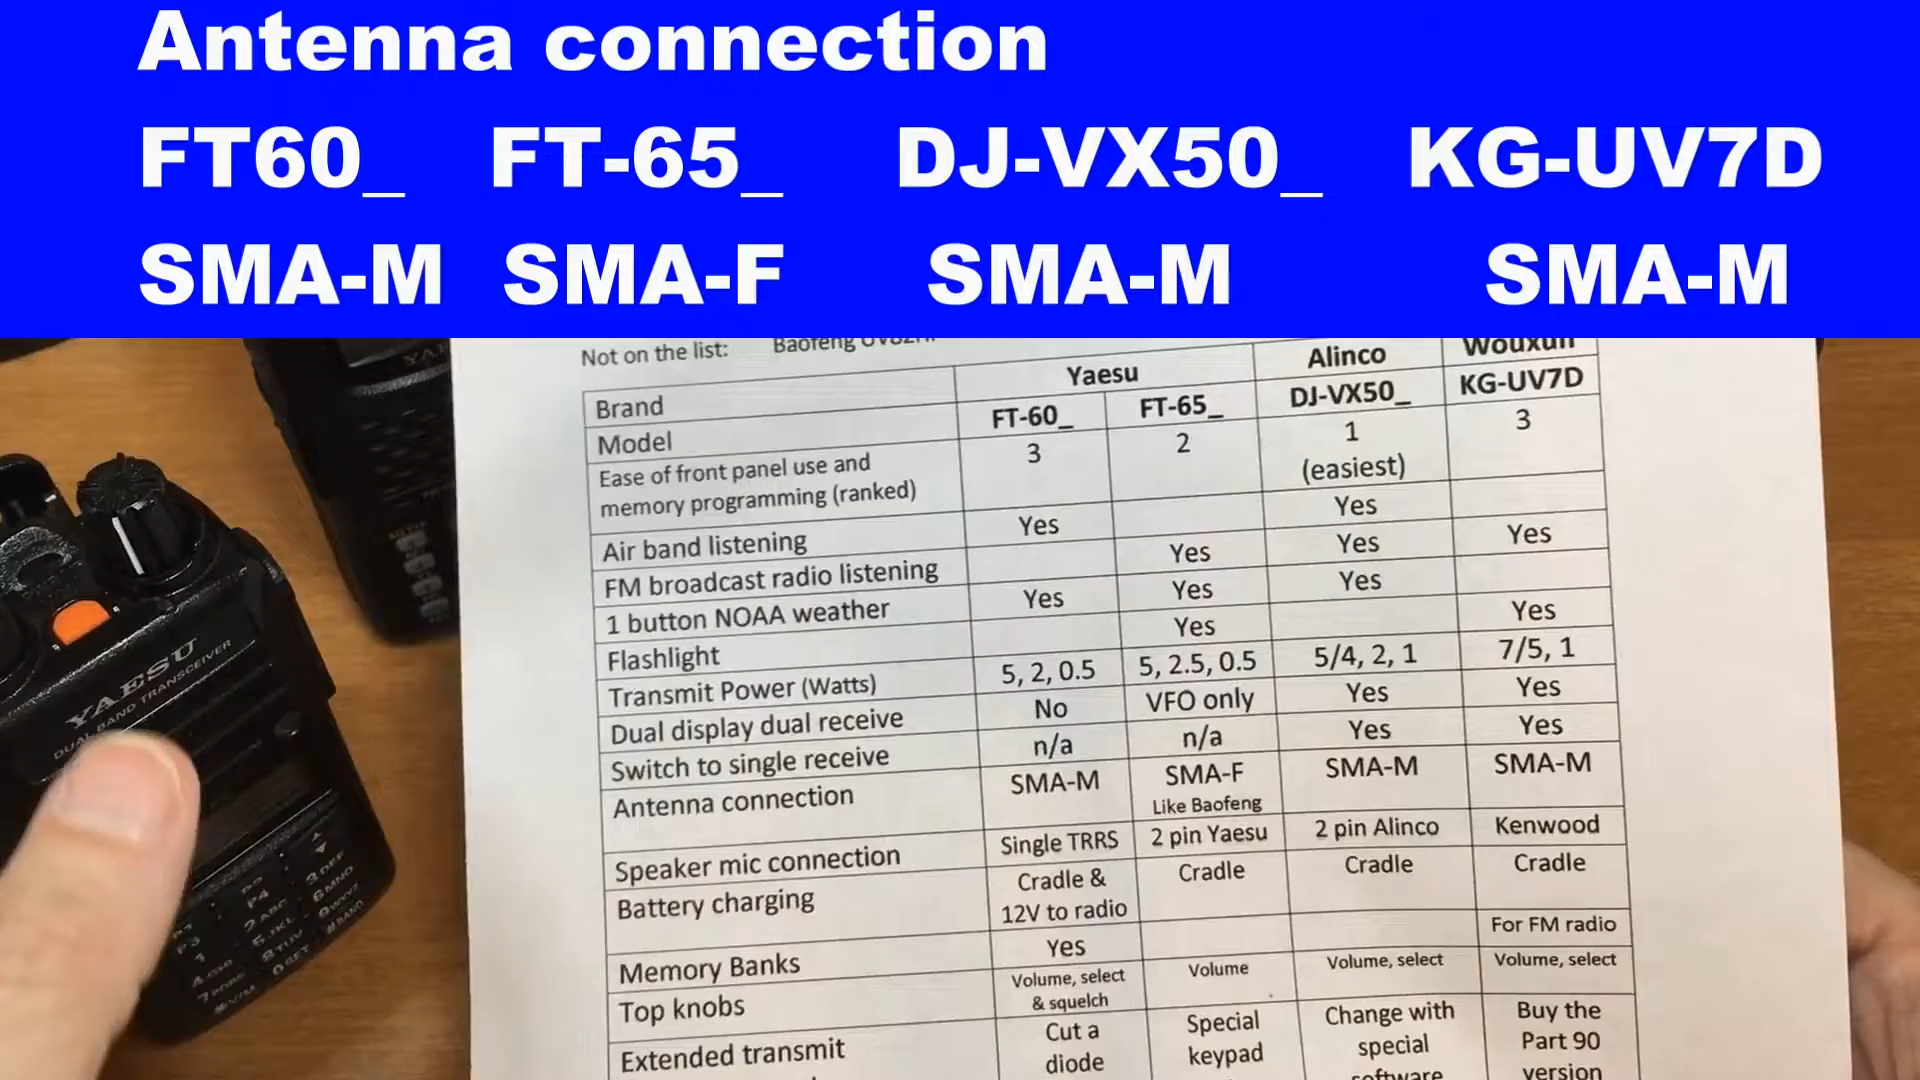 Antenna connection
FT60_ FT-65_ DJ-VX50_ KG-UV7D
SMA-M SMA-F SMA-M SMA-M
Not on the list: Baofeng
Brand Yaesu Alinco Wouxun
Model FT-60_ FT-65_ DJ-VX50_ KG-UV7D
Ease of front panel use and
memory programming (ranked) 3 2 1 (easiest) 3
Air band listening Yes Yes
FM broadcast radio listening Yes Yes Yes
1 button NOAA weather Yes Yes Yes
Flashlight Yes Yes
Transmit Power (Watts) 5, 2, 0.5 5, 2.5, 0.5 5/4, 2, 1 7/5, 1
Dual display dual receive No VFO only Yes Yes
Switch to single receive n/a n/a Yes Yes
Antenna connection SMA-M SMA-F SMA-M SMA-M
Like Baofeng
Speaker mic connection Single TRRS 2 pin Yaesu 2 pin Alinco Kenwood
Battery charging Cradle & Cradle Cradle Cradle
12V to radio
Memory Banks Yes For FM radio
Top knobs Volume, select Volume Volume, select Volume, select
& squelch
Extended transmit Cut a Special Change with Buy the
diode keypad special Part 90
software version
YAESU
DUAL BAND TRANSCEIVER